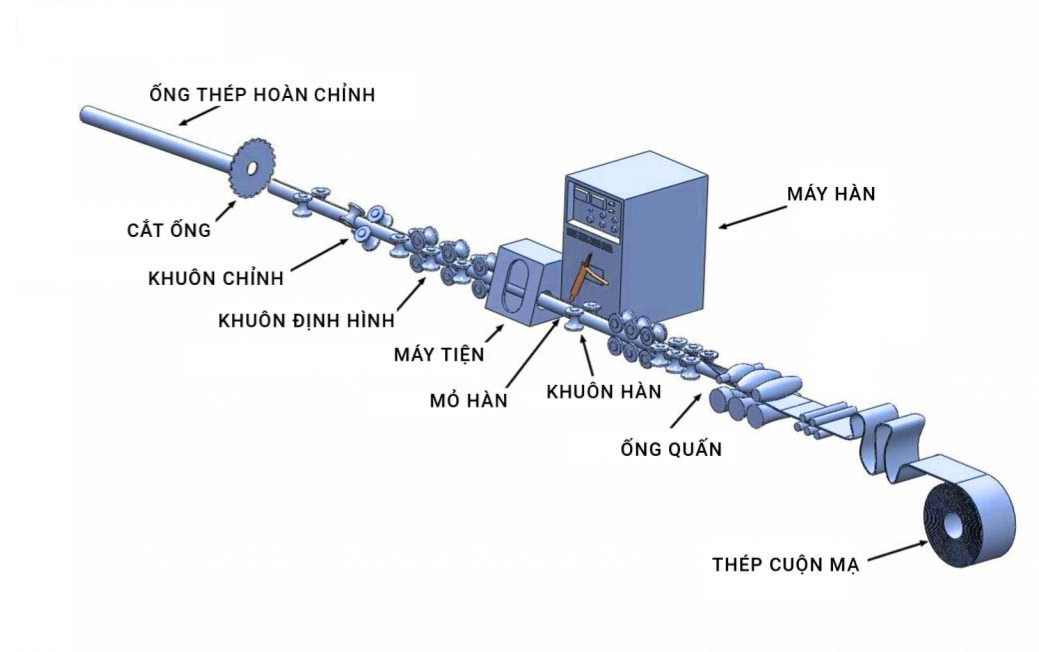 ỐNG THÉP HOÀN CHỈNH
MÁY HÀN
CẮT ỐNG
KHUÔN CHỈNH
KHUÔN ĐỊNH HÌNH
MÁY TIỆN
MỎ HÀN
KHUÔN HÀN
ỐNG QUẤN
THÉP CUỘN MẠ